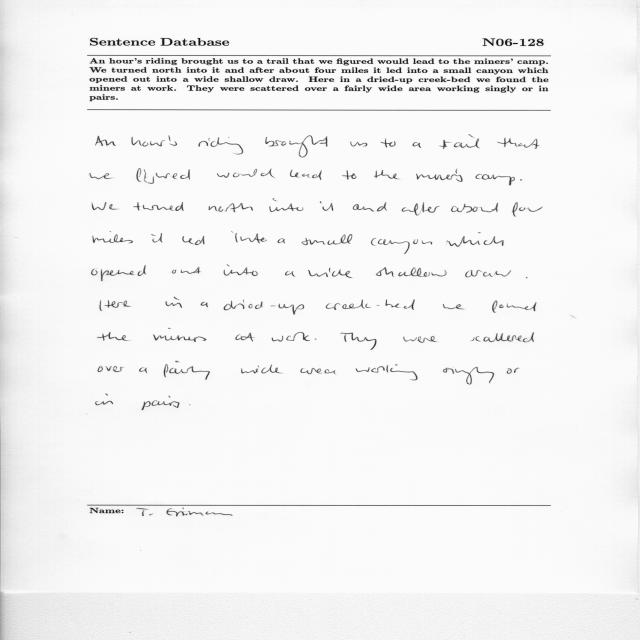 Sentence Database N06-128
An hour's riding brought us to a trail that we figured would lead to the miners' camp.
We turned north into it and after about four miles it led into a small canyon which
opened out into a wide shallow draw. Here in a dried-up creek-bed we found the
miners at work. They were scattered over a fairly wide area working singly or in
pairs.
An hour's riding brought us to a trail that
we figured would lead to the miner's camp.
We turned north into it and after about four
miles it led into a small canyon which
opened out into a wide shallow draw.
Here in a dried-up creek-bed we found
the miners at work. They were scattered
over a fairly wide area working singly or
in pairs.
Name: T.